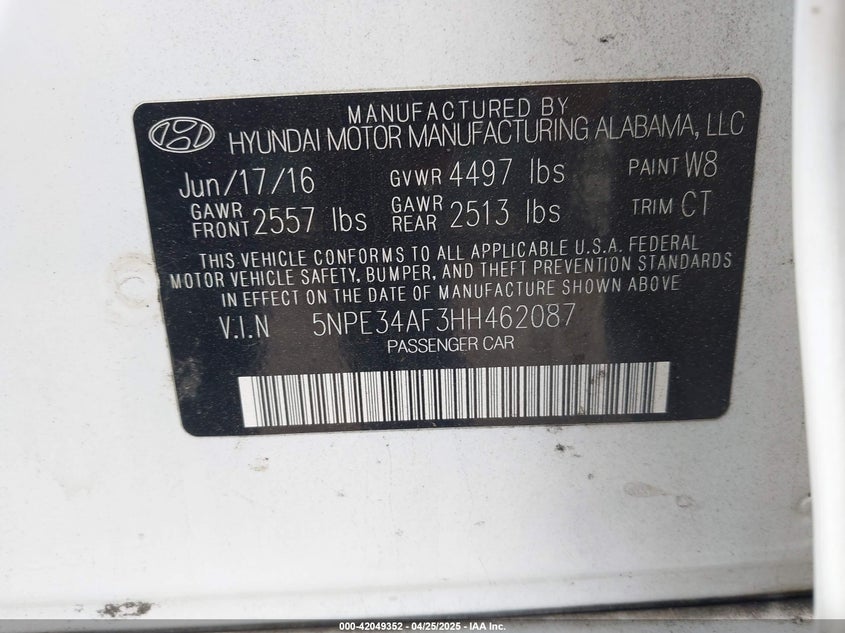 MANUFACTURED BY
HYUNDAI MOTOR MANUFACTURING ALABAMA, LLC
Jun/17/16 GVWR 4497 lbs PAINT W8
GAWR FRONT 2557 lbs GAWR REAR 2513 lbs TRIM CT
THIS VEHICLE CONFORMS TO ALL APPLICABLE U.S.A. FEDERAL
MOTOR VEHICLE SAFETY, BUMPER, AND THEFT PREVENTION STANDARDS
IN EFFECT ON THE DATE OF MANUFACTURE SHOWN ABOVE
V.I.N 5NPE34AF3HH462087
PASSENGER CAR
000-42049352 - 04/25/2025 - IAA Inc.